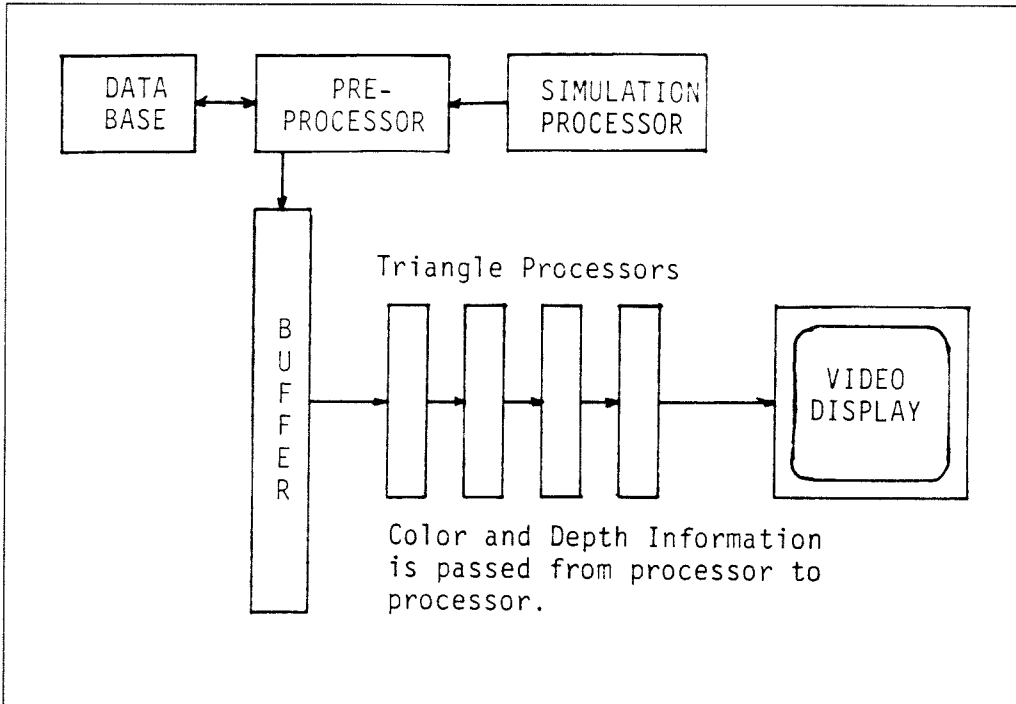 DATA
BASE
PRE-
PROCESSOR
SIMULATION
PROCESSOR
Triangle Processors
BUFFER
VIDEO
DISPLAY
Color and Depth Information
is passed from processor to
processor.